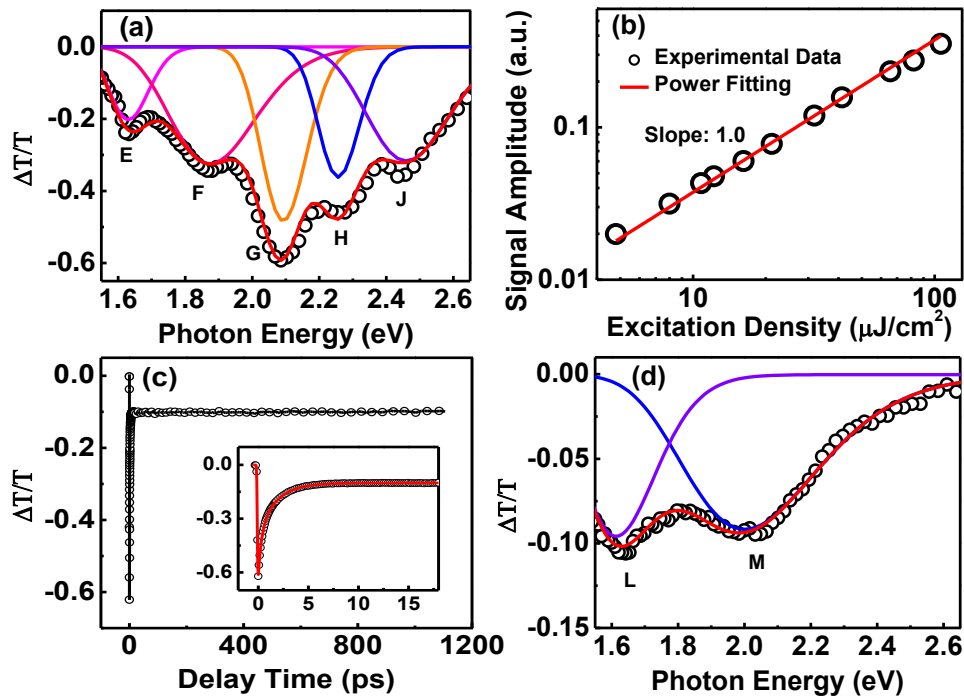 (a)
0.0
-0.2
-0.4
-0.6
ΔT/T
E
F
G
H
J
1.6 1.8 2.0 2.2 2.4 2.6
Photon Energy (eV)
(b)
Signal Amplitude (a.u.)
0.1
0.01
Experimental Data
Power Fitting
Slope: 1.0
10 100
Excitation Density (μJ/cm²)
(c)
0.0
-0.2
-0.4
-0.6
ΔT/T
0.0
-0.3
-0.6
0 5 10 15
0 400 800 1200
Delay Time (ps)
(d)
0.00
-0.05
-0.10
-0.15
ΔT/T
L
M
1.6 1.8 2.0 2.2 2.4 2.6
Photon Energy (eV)